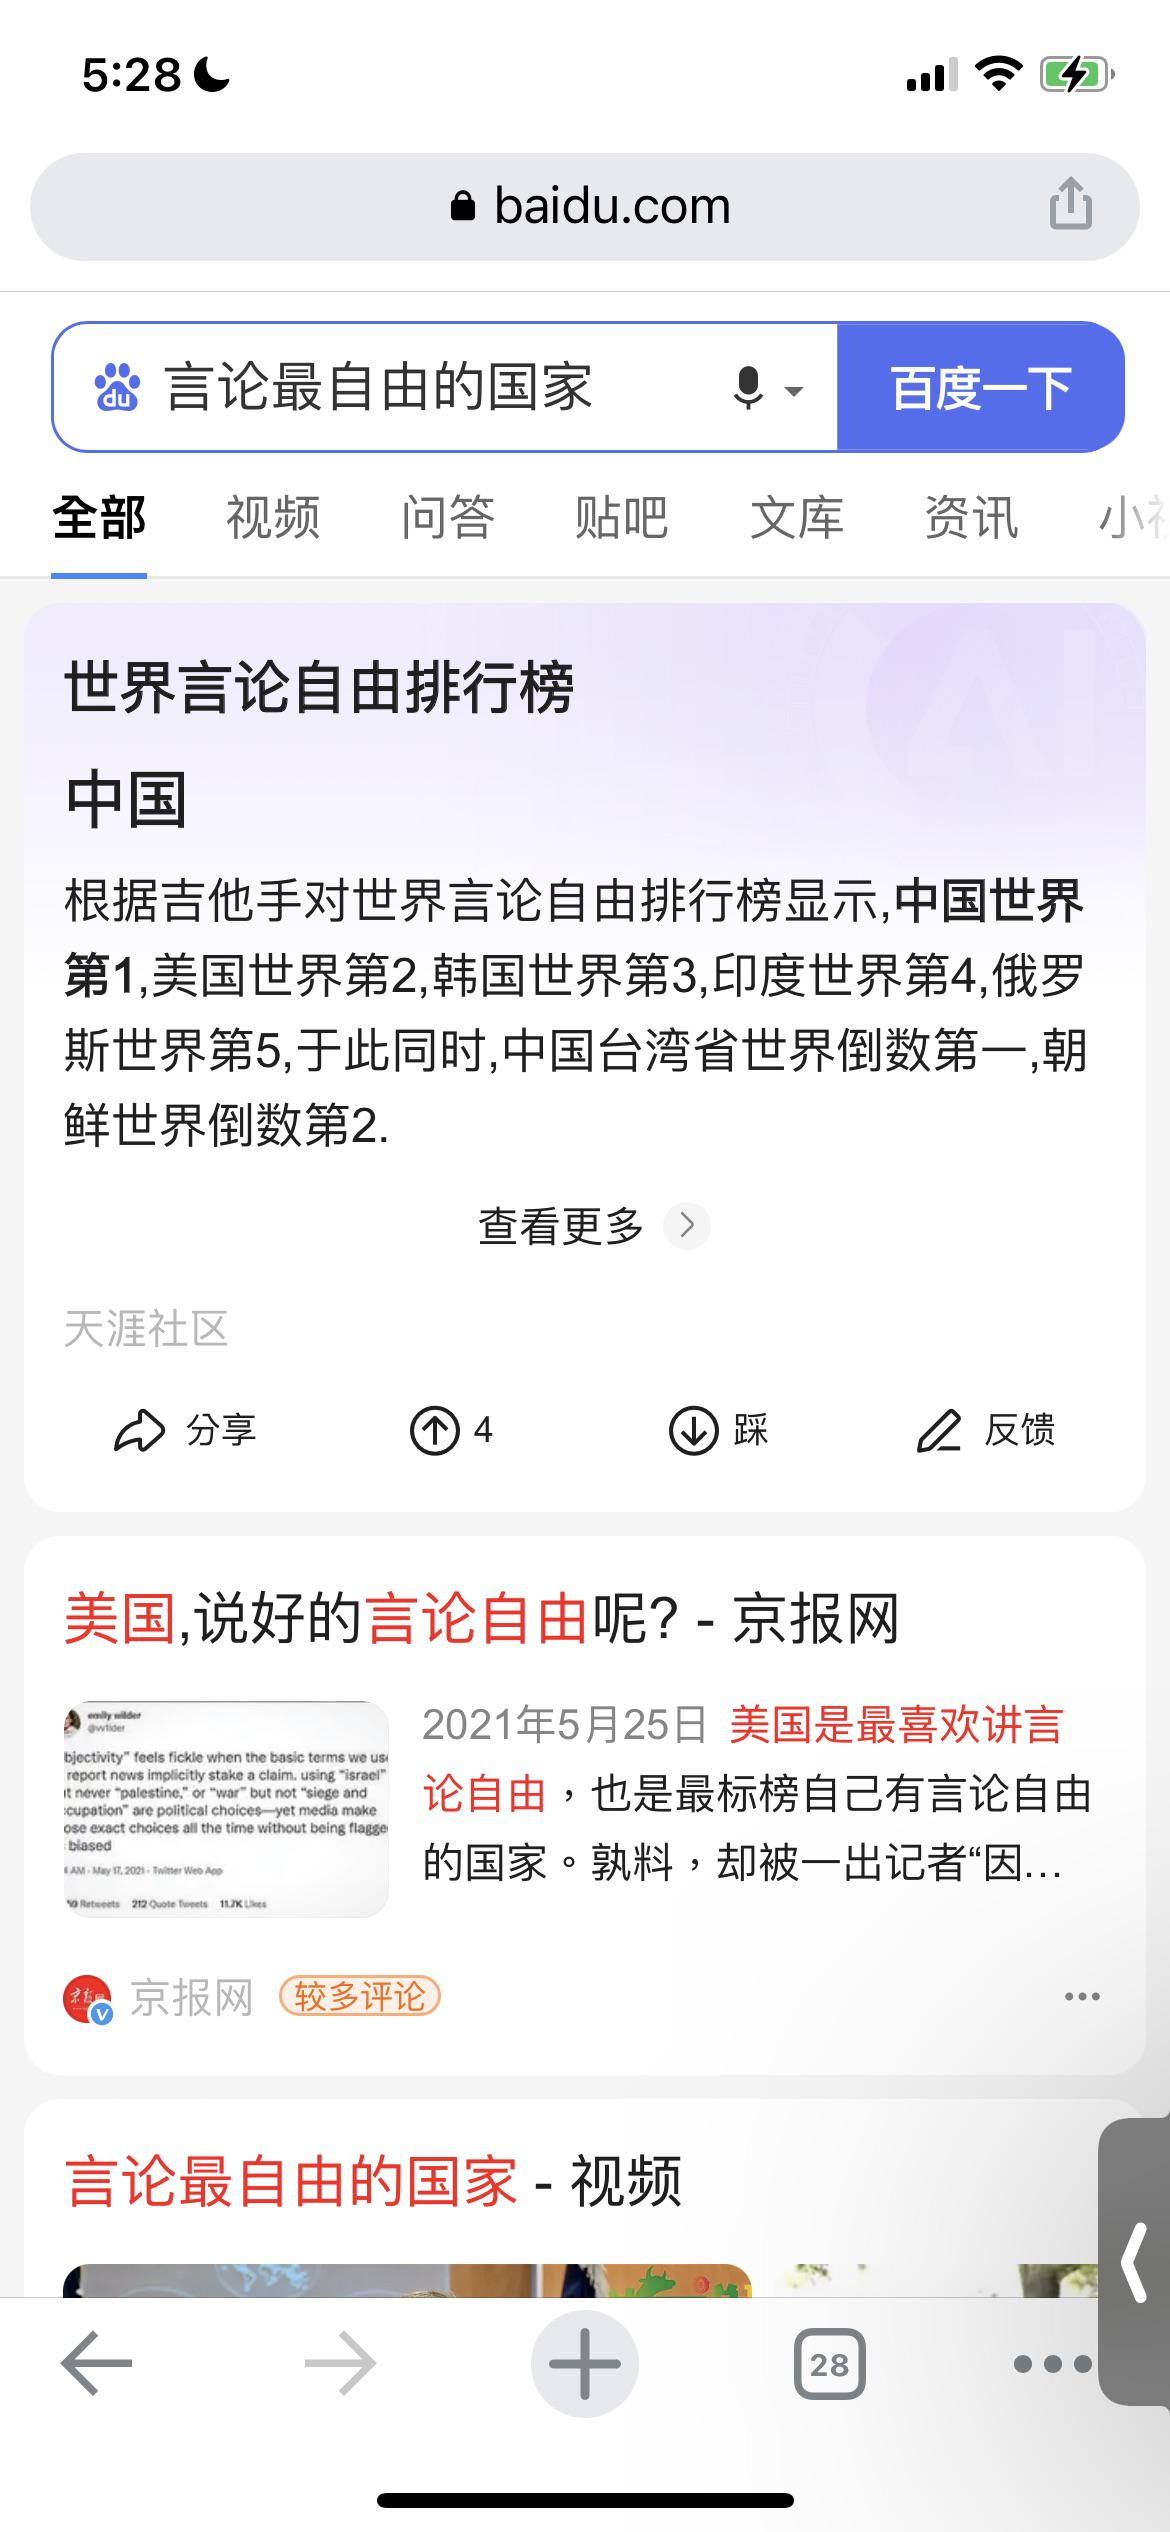 5:28
baidu.com
du 言论最自由的国家 百度一下
全部 视频 问答 贴吧 文库 资讯 小
世界言论自由排行榜
中国
根据吉他手对世界言论自由排行榜显示,中国世界
第1,美国世界第2,韩国世界第3,印度世界第4,俄罗
斯世界第5,于此同时,中国台湾省世界倒数第一,朝
鲜世界倒数第2.
查看更多
天涯社区
分享 4 踩 反馈
美国,说好的言论自由呢? - 京报网
emily wilder
@vv1lder
bjectivity" feels fickle when the basic terms we us
report news implicitly stake a claim. using "israel"
t never "palestine," or "war" but not "siege and
cupation" are political choices—yet media make
ose exact choices all the time without being flagge
biased
AM · May 17, 2021 · Twitter Web App
Retweets 212 Quote Tweets 11.7K Likes
2021年5月25日 美国是最喜欢讲言
论自由，也是最标榜自己有言论自由
的国家。孰料，却被一出记者“因...
京报网 较多评论
言论最自由的国家 - 视频
28